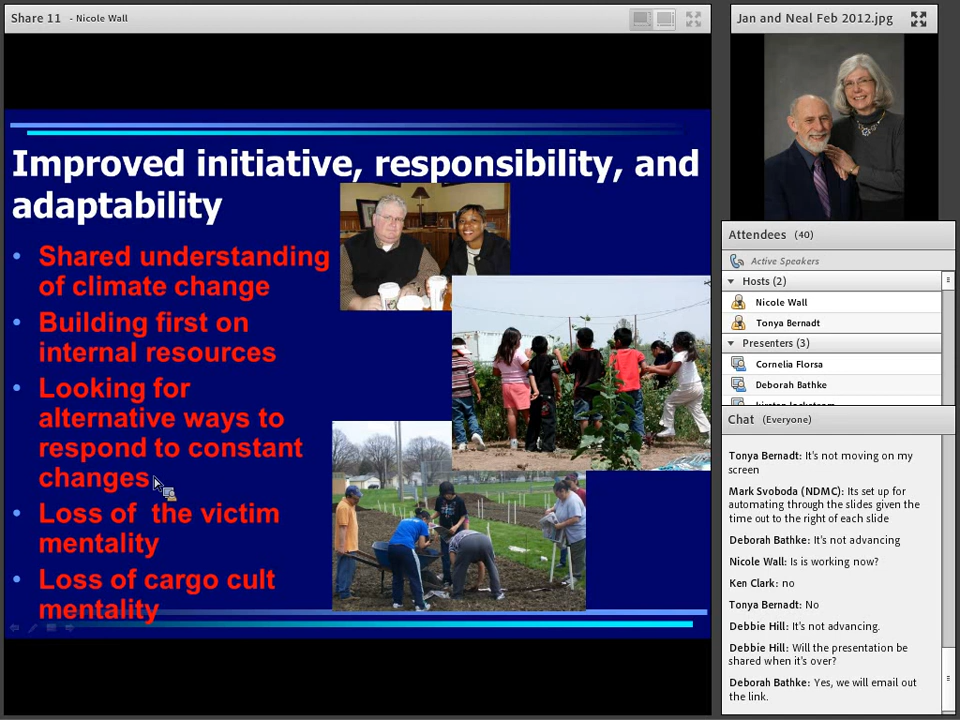 Share 11 - Nicole Wall
Improved initiative, responsibility, and
adaptability
• Shared understanding
of climate change
• Building first on
internal resources
• Looking for
alternative ways to
respond to constant
changes
• Loss of the victim
mentality
• Loss of cargo cult
mentality
Jan and Neal Feb 2012.jpg
Attendees (40)
Active Speakers
Hosts (2)
Nicole Wall
Tonya Bernadt
Presenters (3)
Cornelia Florsa
Deborah Bathke
Chat (Everyone)
Tonya Bernadt: It's not moving on my
screen
Mark Svoboda (NDMC): Its set up for
automating through the slides given the
time out to the right of each slide
Deborah Bathke: It's not advancing
Nicole Wall: Is is working now?
Ken Clark: no
Tonya Bernadt: No
Debbie Hill: It's not advancing.
Debbie Hill: Will the presentation be
shared when it's over?
Deborah Bathke: Yes, we will email out
the link.